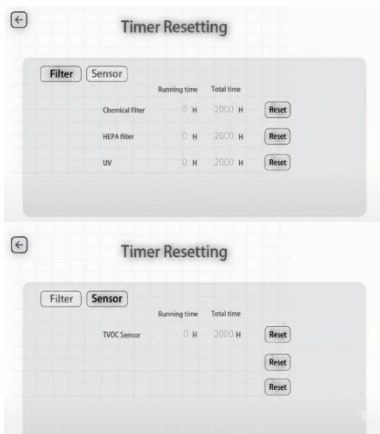 Timer Resetting
Filter Sensor
Running time Total time
Chemical filter 0 H 2000 H Reset
HEPA filter 0 H 2000 H Reset
UV 0 H 2000 H Reset
Timer Resetting
Filter Sensor
Running time Total time
TVOC Sensor 0 H 2000 H Reset
Reset
Reset